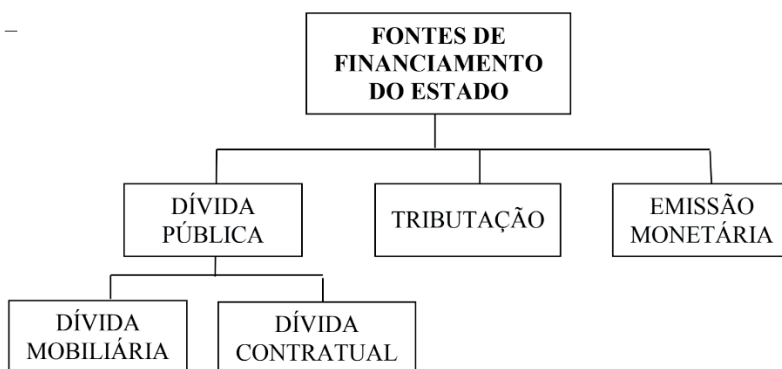 FONTES DE
FINANCIAMENTO
DO ESTADO
DÍVIDA
PÚBLICA
TRIBUTAÇÃO
EMISSÃO
MONETÁRIA
DÍVIDA
MOBILIÁRIA
DÍVIDA
CONTRATUAL